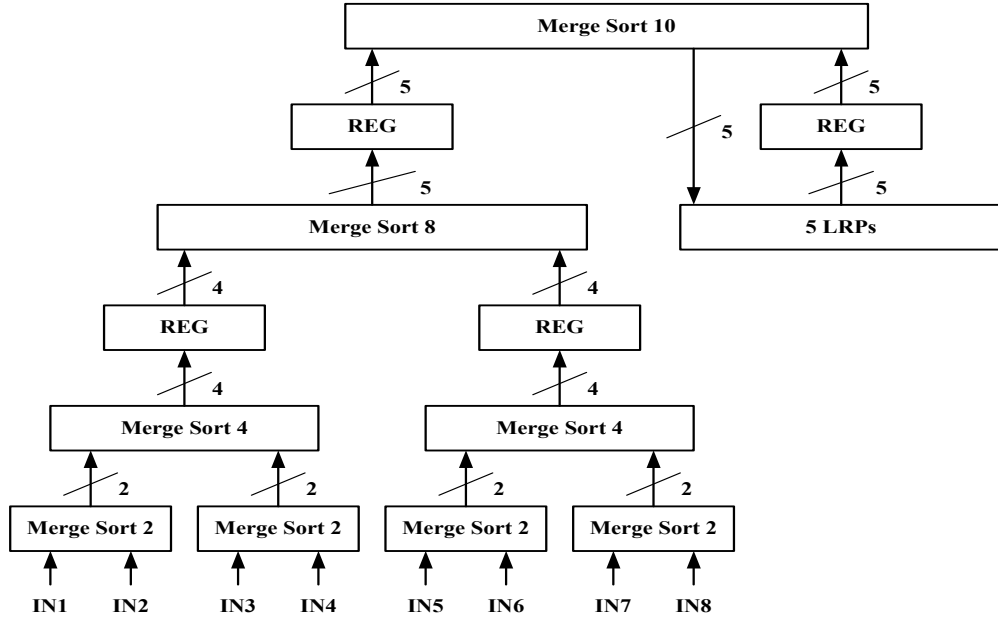 Merge Sort 10
5
5
REG
5
REG
5
5
Merge Sort 8
5 LRPs
4
4
REG
REG
4
4
Merge Sort 4
Merge Sort 4
2
2
2
2
Merge Sort 2
Merge Sort 2
Merge Sort 2
Merge Sort 2
IN1
IN2
IN3
IN4
IN5
IN6
IN7
IN8